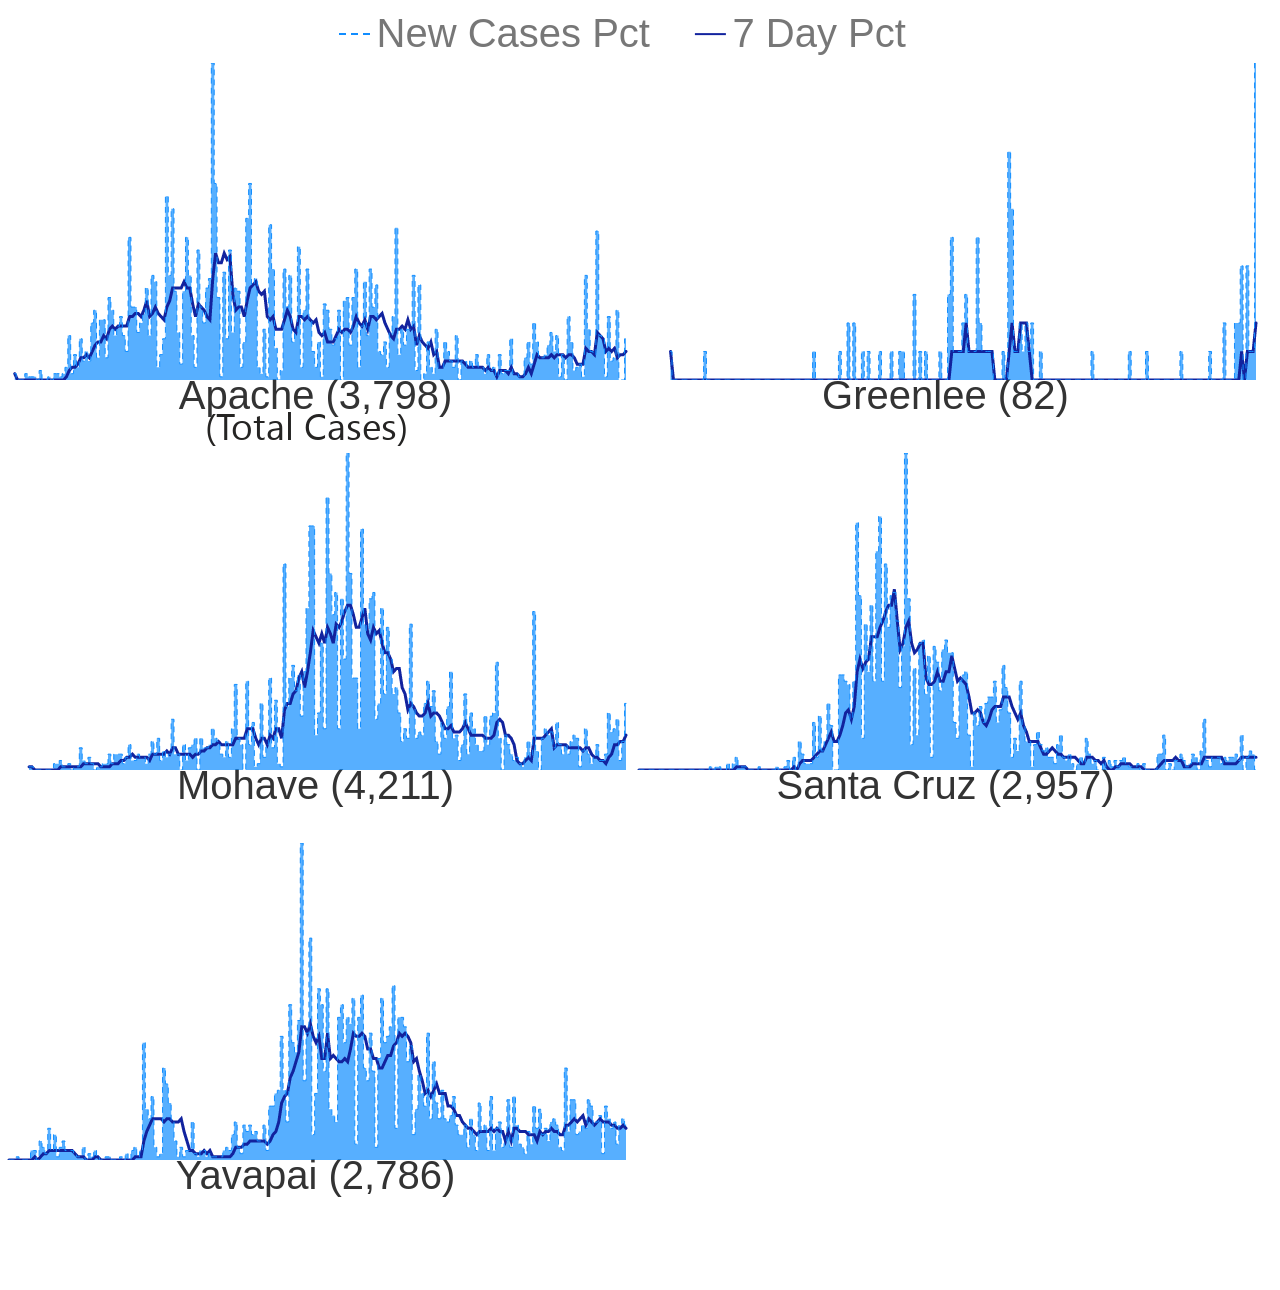 New Cases Pct 7 Day Pct
Apache (3,798)
(Total Cases)
Greenlee (82)
Mohave (4,211)
Santa Cruz (2,957)
Yavapai (2,786)